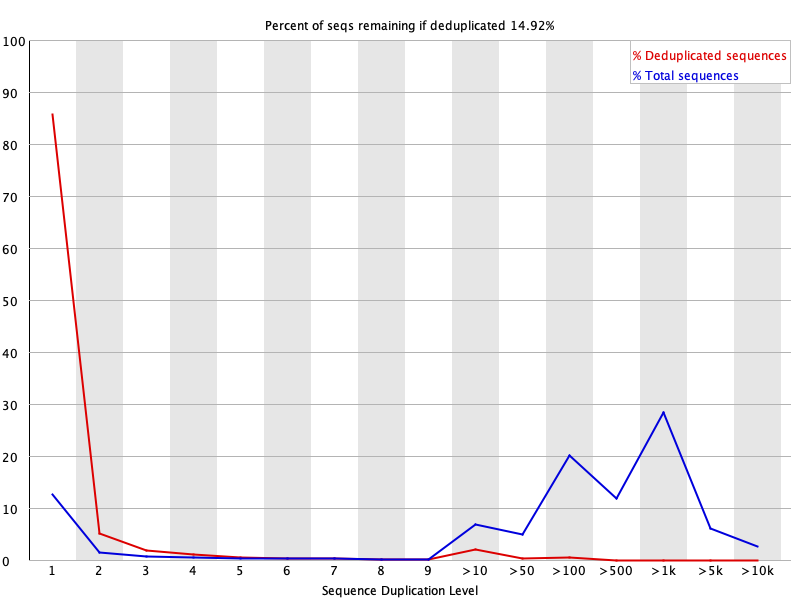 Percent of seqs remaining if deduplicated 14.92%
% Deduplicated sequences
% Total sequences
100
90
80
70
60
50
40
30
20
10
0
1 2 3 4 5 6 7 8 9 >10 >50 >100 >500 >1k >5k >10k
Sequence Duplication Level